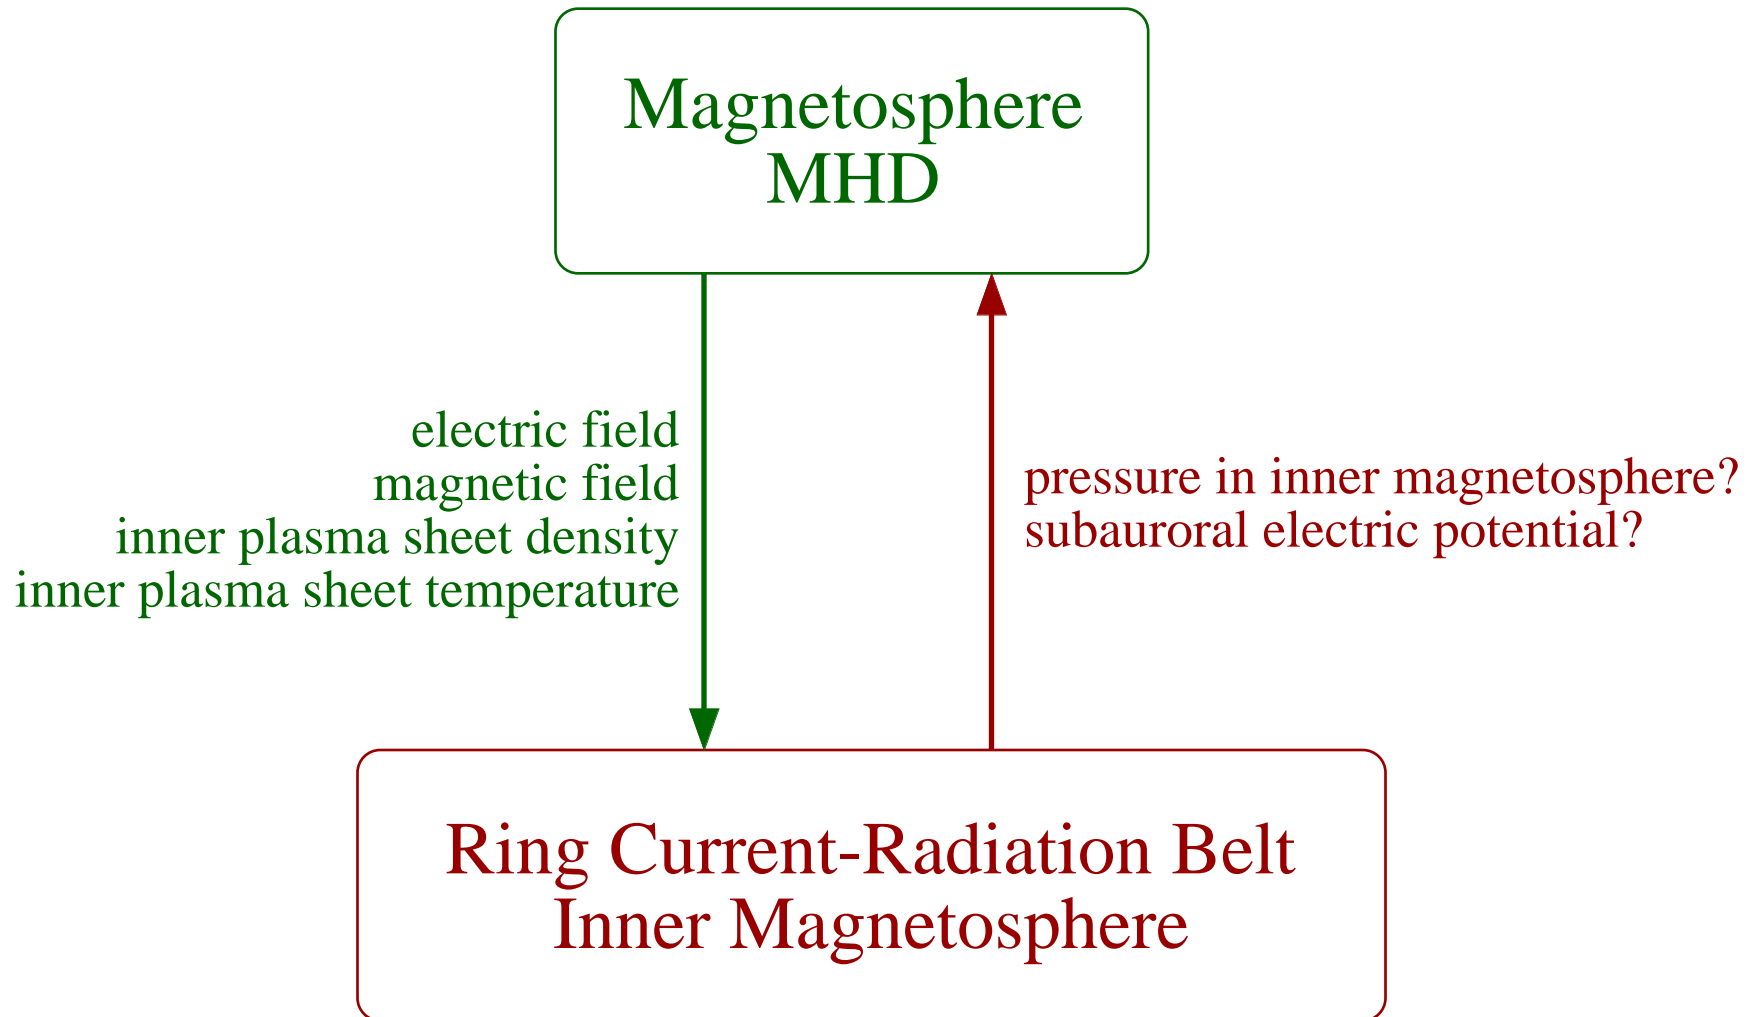 Magnetosphere
MHD
electric field
magnetic field
inner plasma sheet density
inner plasma sheet temperature
pressure in inner magnetosphere?
subauroral electric potential?
Ring Current-Radiation Belt
Inner Magnetosphere